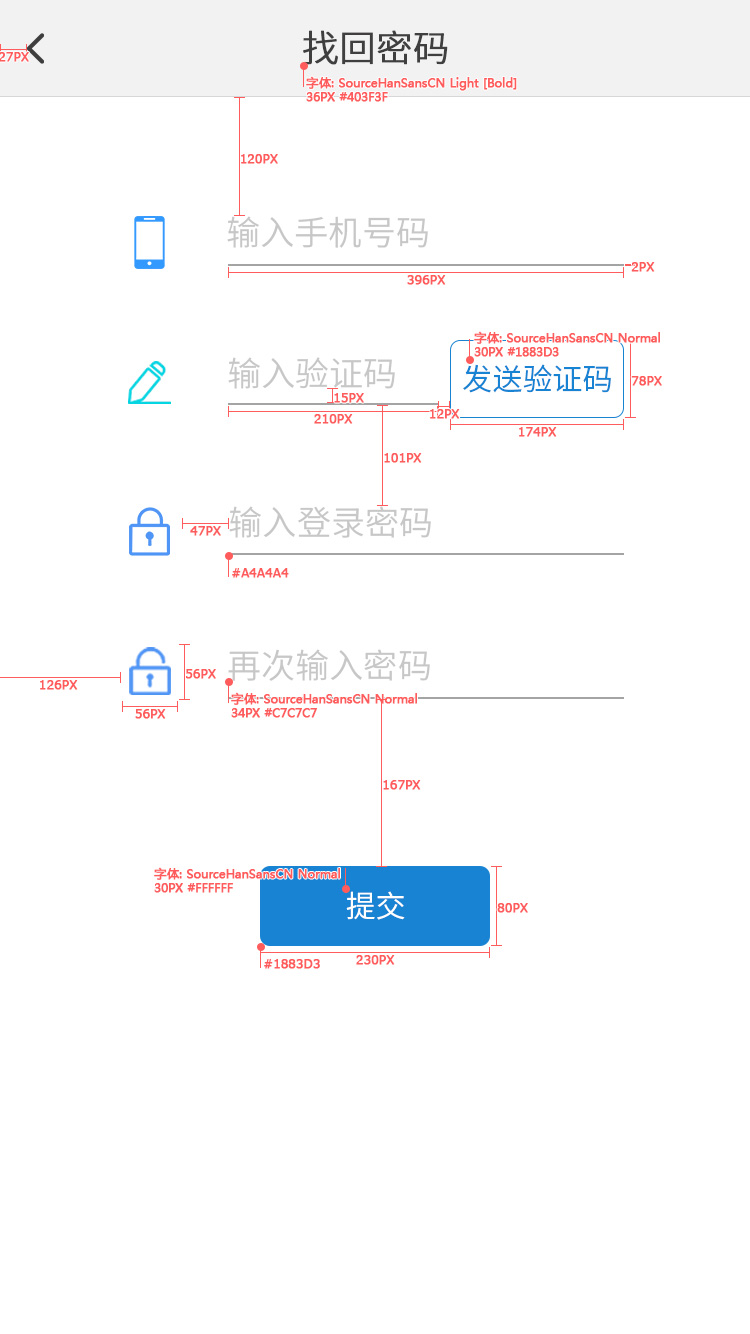 找回密码
27PX
字体: SourceHanSansCN Light [Bold]
36PX #403F3F
120PX
输入手机号码
2PX
396PX
字体: SourceHanSansCN Normal
30PX #1883D3
输入验证码
发送验证码
78PX
15PX
12PX
210PX
174PX
101PX
47PX
输入登录密码
#A4A4A4
再次输入密码
56PX
126PX
字体: SourceHanSansCN Normal
34PX #C7C7C7
56PX
167PX
字体: SourceHanSansCN Normal
30PX #FFFFFF
提交
80PX
230PX
#1883D3